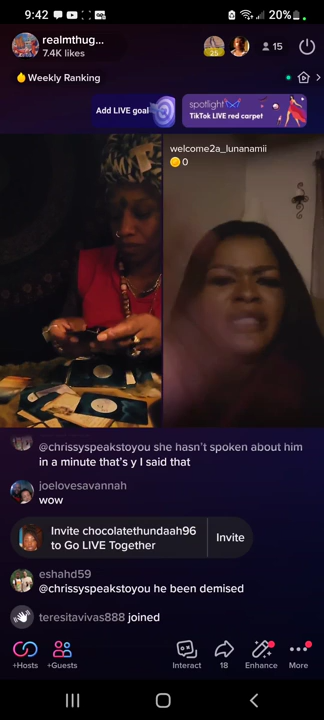 9:42
20%
realmthug...
7.4K likes
25
15
Weekly Ranking
Add LIVE goal
spotlight
TikTok LIVE red carpet
welcome2a_lunanamii
0
@chrissyspeakstoyou she hasn't spoken about him
in a minute that's y I said that
joelovesavannah
wow
Invite chocolatethundaah96
to Go LIVE Together
Invite
eshahd59
@chrissyspeakstoyou he been demised
teresitavivas888 joined
+Hosts
+Guests
Interact
18
Enhance
More